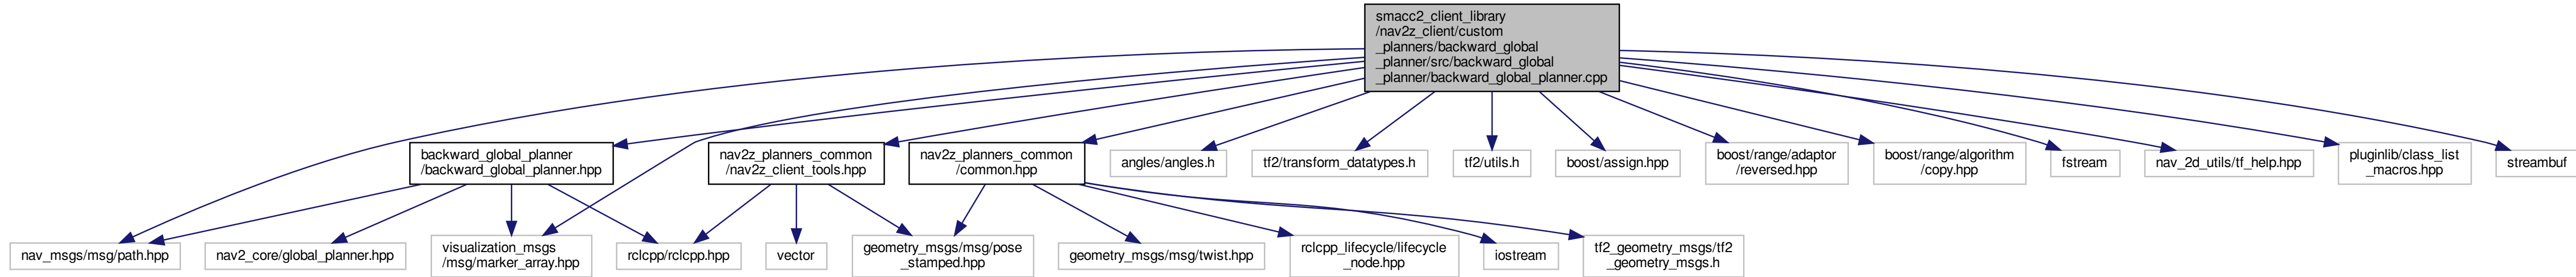 smacc2_client_library
/nav2z_client/custom
_planners/backward_global
_planner/src/backward_global
_planner/backward_global_planner.cpp
backward_global_planner
/backward_global_planner.hpp
nav2z_planners_common
/nav2z_client_tools.hpp
nav2z_planners_common
/common.hpp
angles/angles.h
tf2/transform_datatypes.h
tf2/utils.h
boost/assign.hpp
boost/range/adaptor
/reversed.hpp
boost/range/algorithm
/copy.hpp
fstream
nav_2d_utils/tf_help.hpp
pluginlib/class_list
_macros.hpp
streambuf
nav_msgs/msg/path.hpp
nav2_core/global_planner.hpp
visualization_msgs
/msg/marker_array.hpp
rclcpp/rclcpp.hpp
vector
geometry_msgs/msg/pose
_stamped.hpp
geometry_msgs/msg/twist.hpp
rclcpp_lifecycle/lifecycle
_node.hpp
iostream
tf2_geometry_msgs/tf2
_geometry_msgs.h